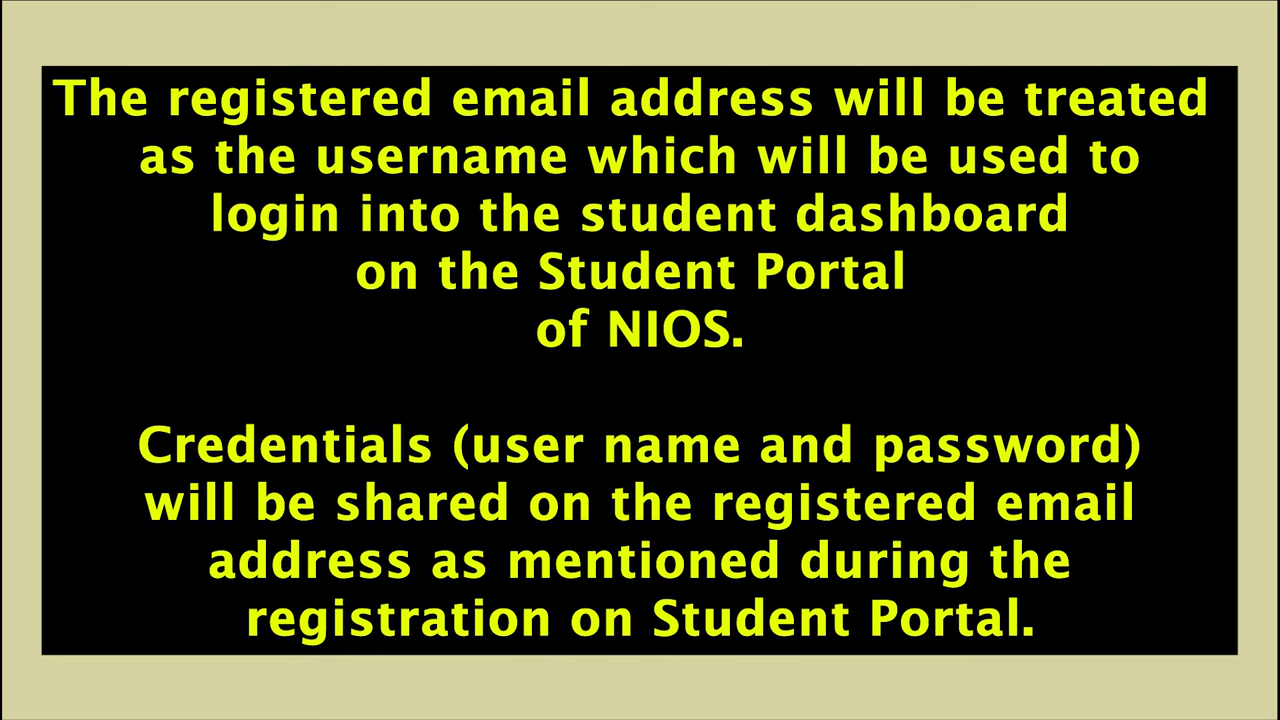 The registered email address will be treated
as the username which will be used to
login into the student dashboard
on the Student Portal
of NIOS.
Credentials (user name and password)
will be shared on the registered email
address as mentioned during the
registration on Student Portal.